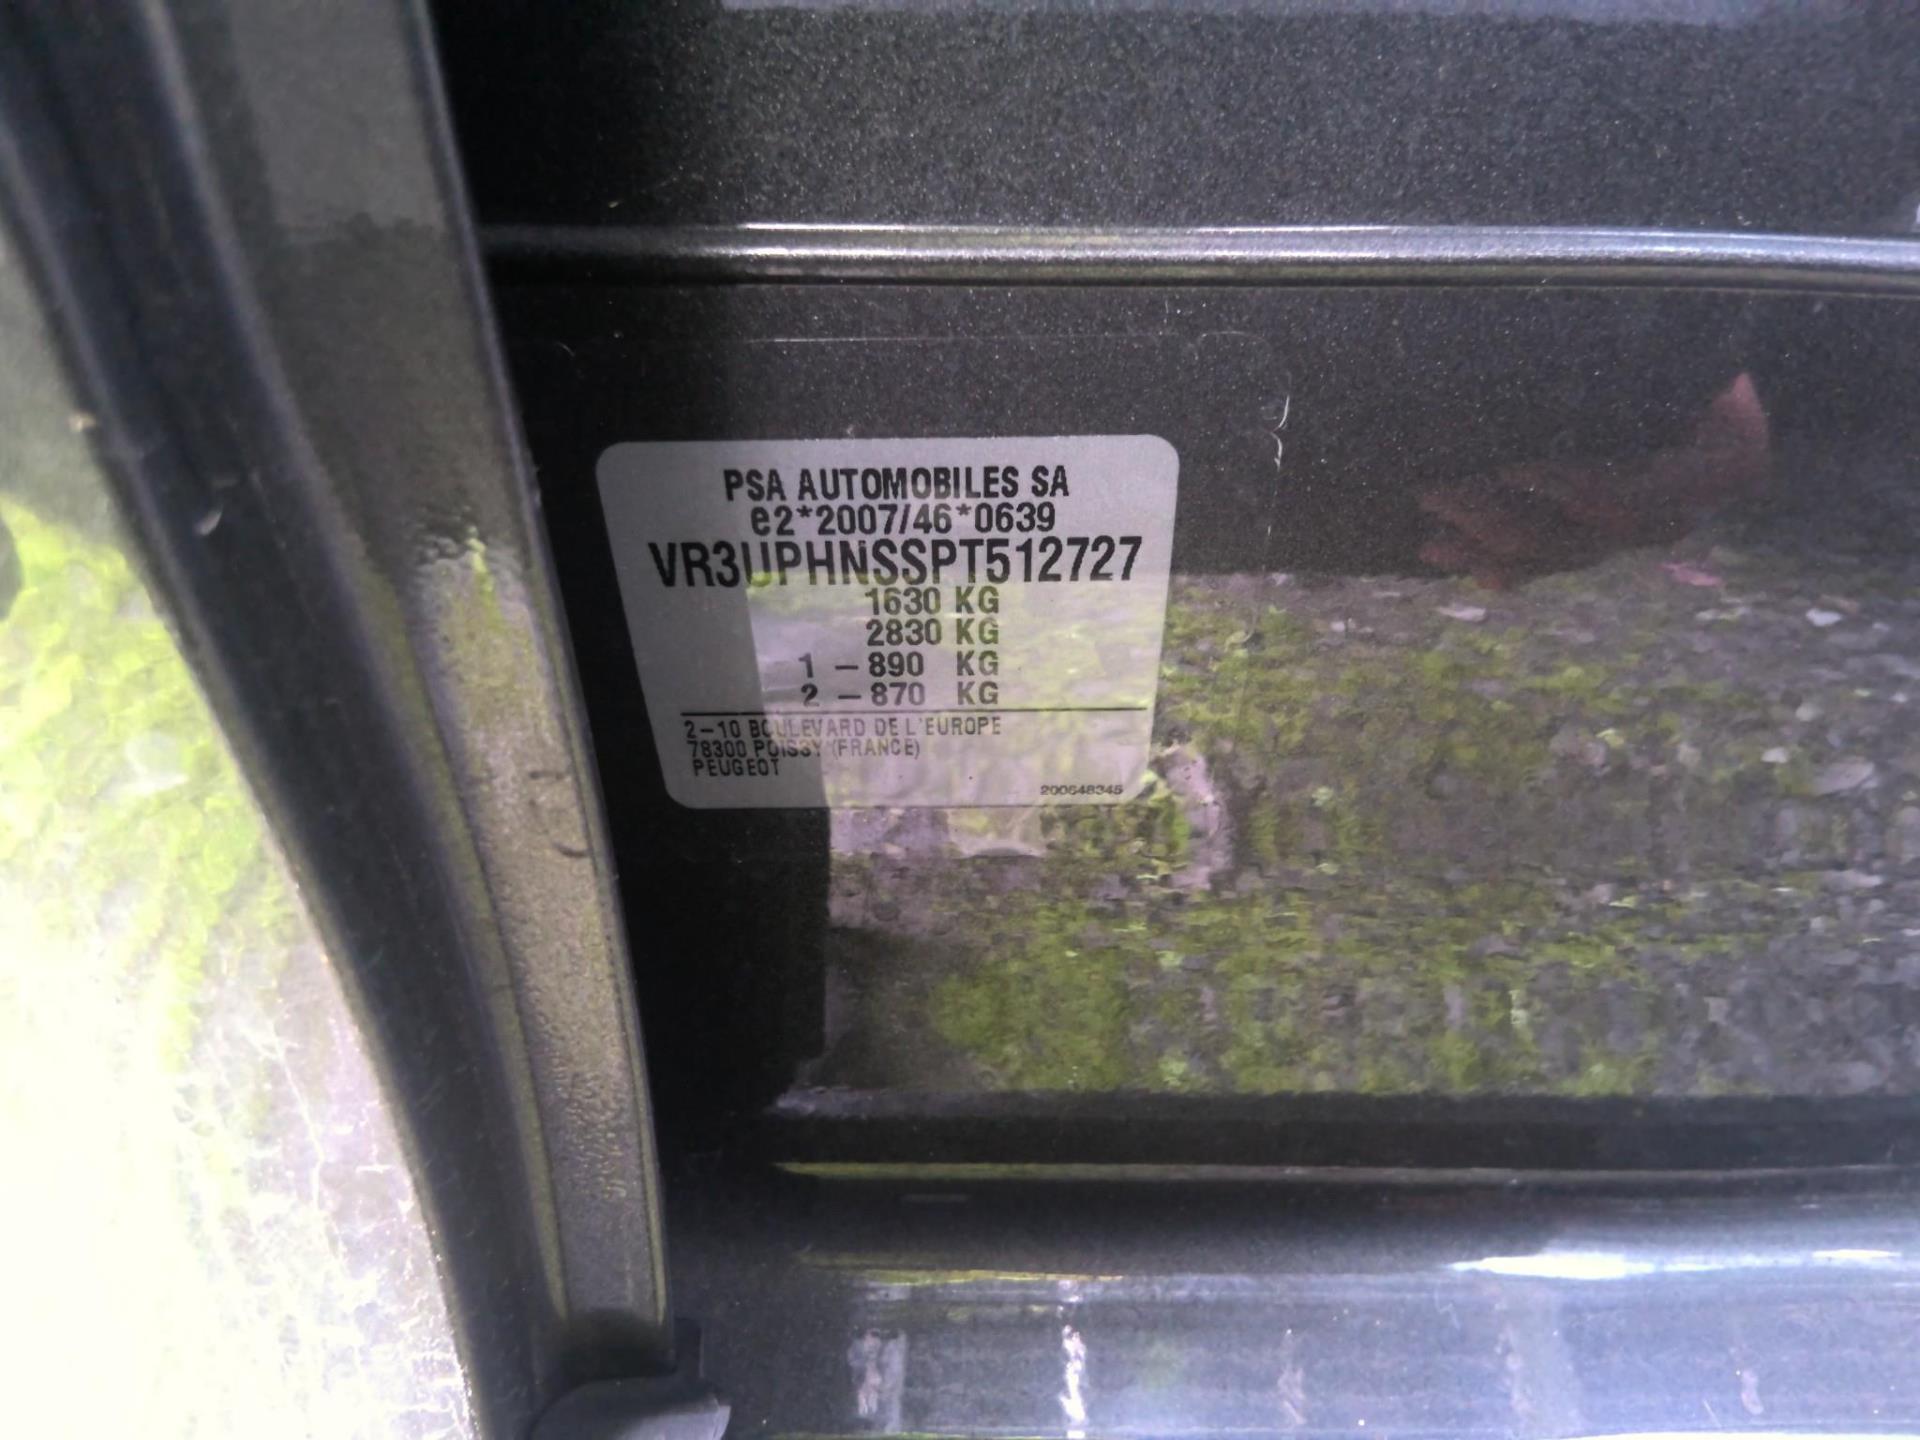 PSA AUTOMOBILES SA
e2*2007/46*0639
VR3UPHNSSPT512727
1630 KG
2830 KG
1 – 890 KG
2 – 870 KG
2–10 BOULEVARD DE L'EUROPE
78300 POISSY (FRANCE)
PEUGEOT
200648345